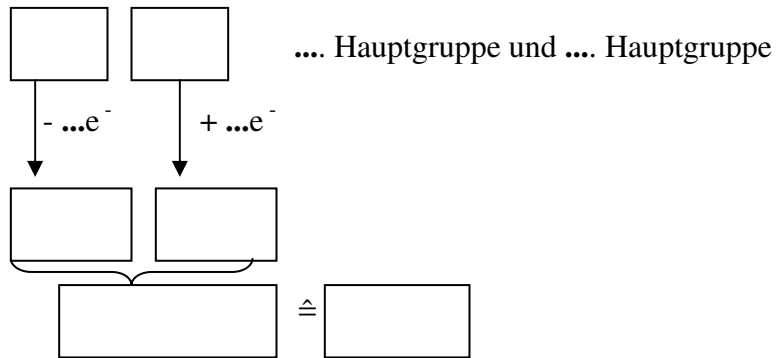 .... Hauptgruppe und .... Hauptgruppe
- ...e⁻ + ...e⁻
≙